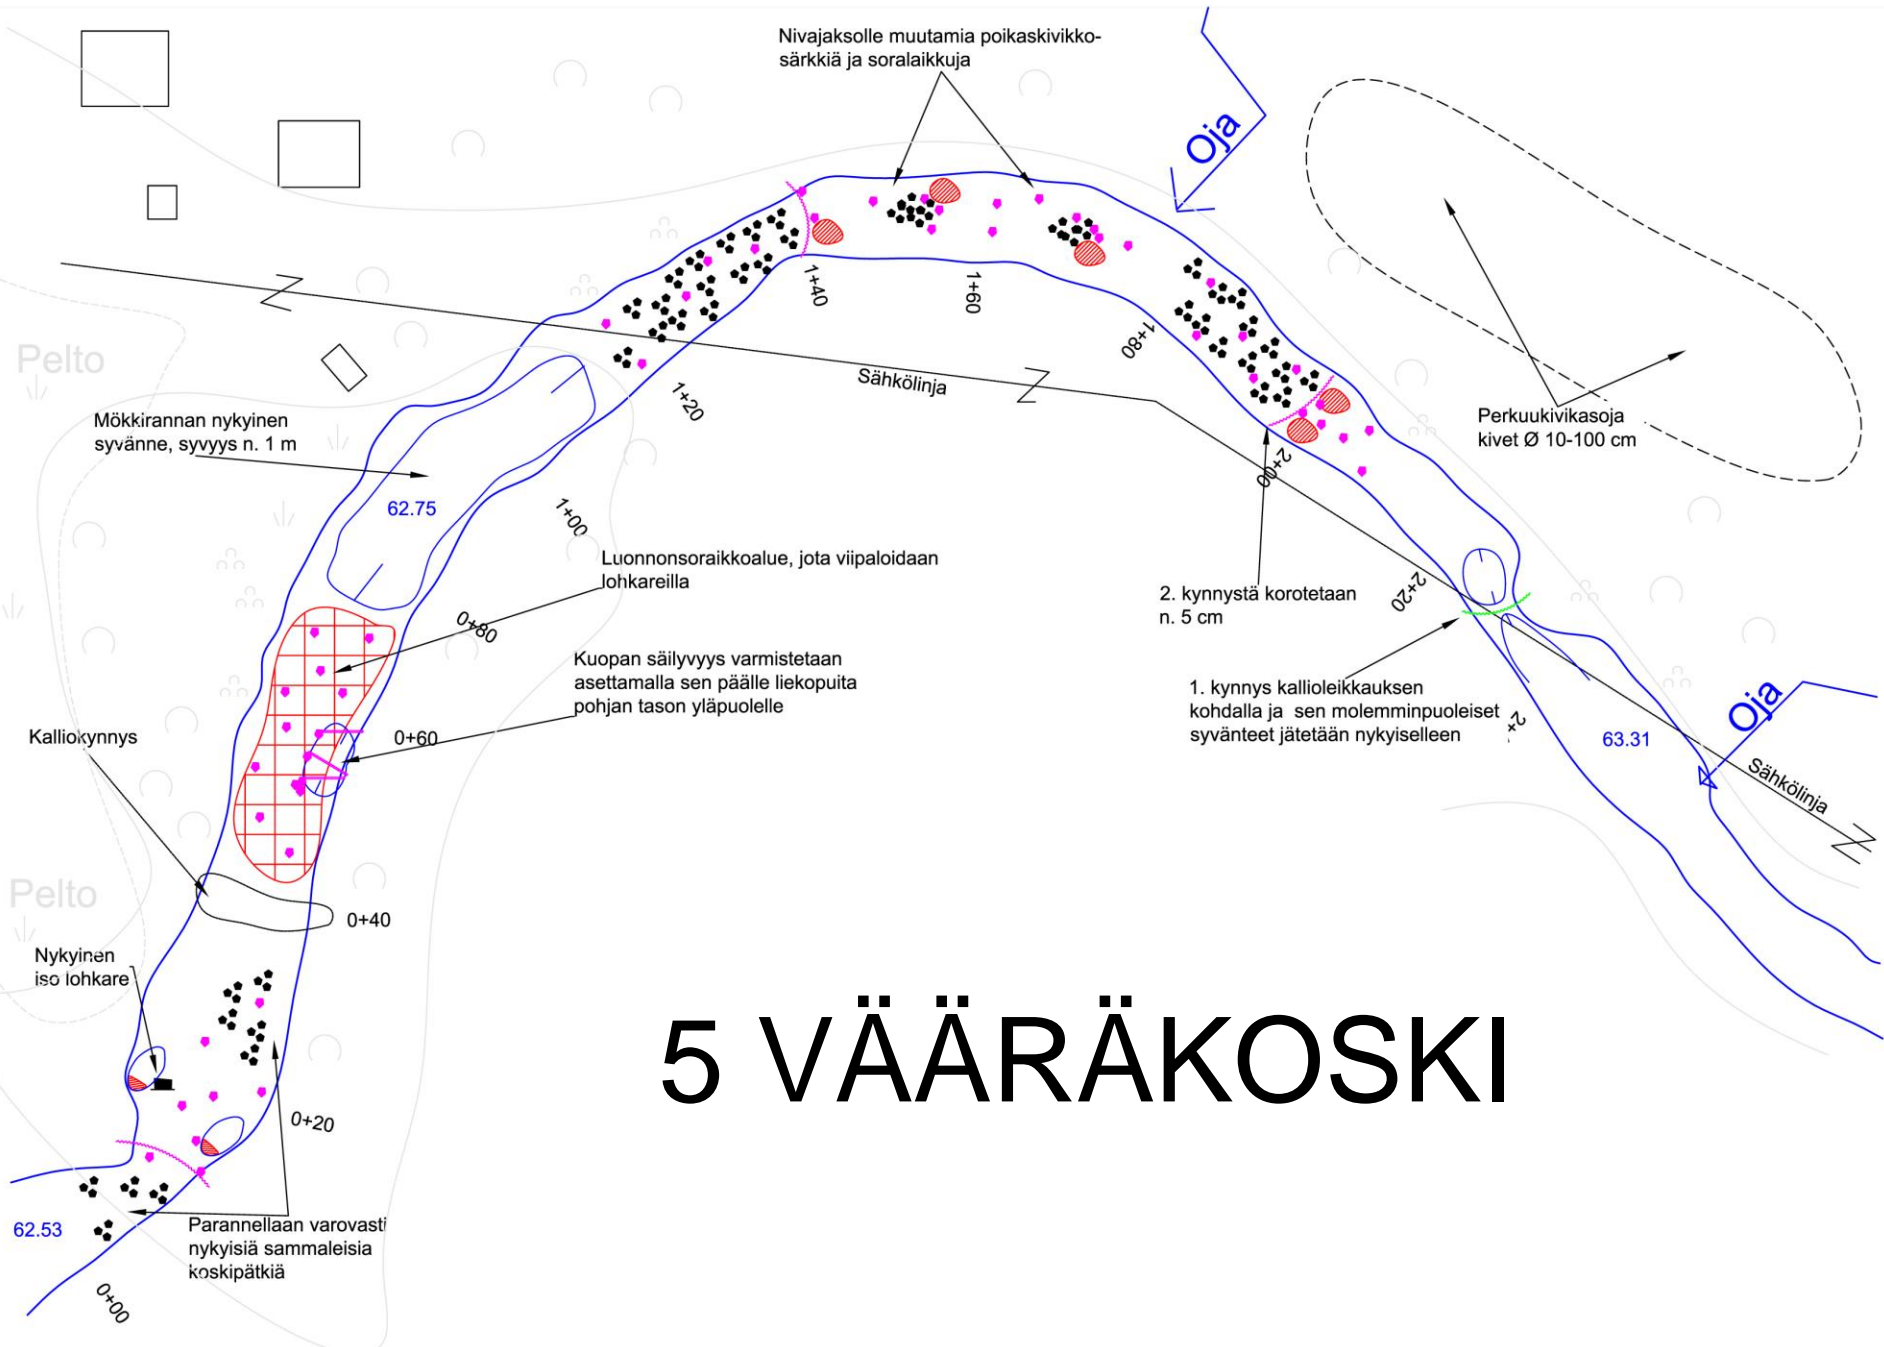 Nivajaksolle muutamia poikaskivikko-
särkkiä ja soralaikkuja
Oja
1+40
1+60
1+80
Pelto
Sähkölinja
1+20
Mökkirannan nykyinen
syvänne, syvyys n. 1 m
Perkuukivikasoja
kivet Ø 10-100 cm
62.75
1+00
2+00
Luonnonsoraikkoalue, jota viipaloidaan
lohkareilla
2. kynnystä korotetaan
n. 5 cm
2+20
0+80
Kuopan säilyvyys varmistetaan
asettamalla sen päälle liekopuita
pohjan tason yläpuolelle
1. kynnys kallioleikkauksen
kohdalla ja sen molemminpuoleiset
syvänteet jätetään nykyiselleen
2+
Oja
63.31
Kalliokynnys
0+60
Sähkölinja
Pelto
0+40
Nykyinen
iso lohkare
5 VÄÄRÄKOSKI
0+20
62.53
Parannellaan varovasti
nykyisiä sammaleisia
koskipätkiä
0+00